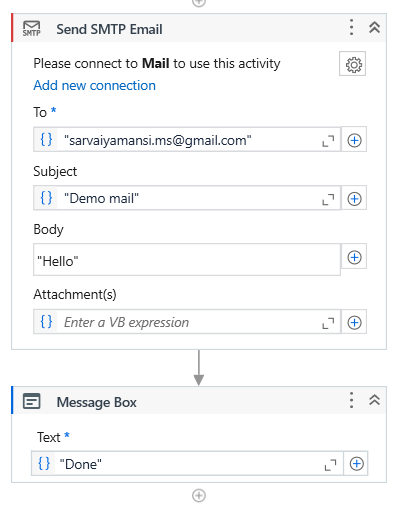 SMTP Send SMTP Email
Please connect to Mail to use this activity
Add new connection
To *
{ } "sarvaiyamansi.ms@gmail.com"
Subject
{ } "Demo mail"
Body
"Hello"
Attachment(s)
{ } Enter a VB expression
Message Box
Text *
{ } "Done"